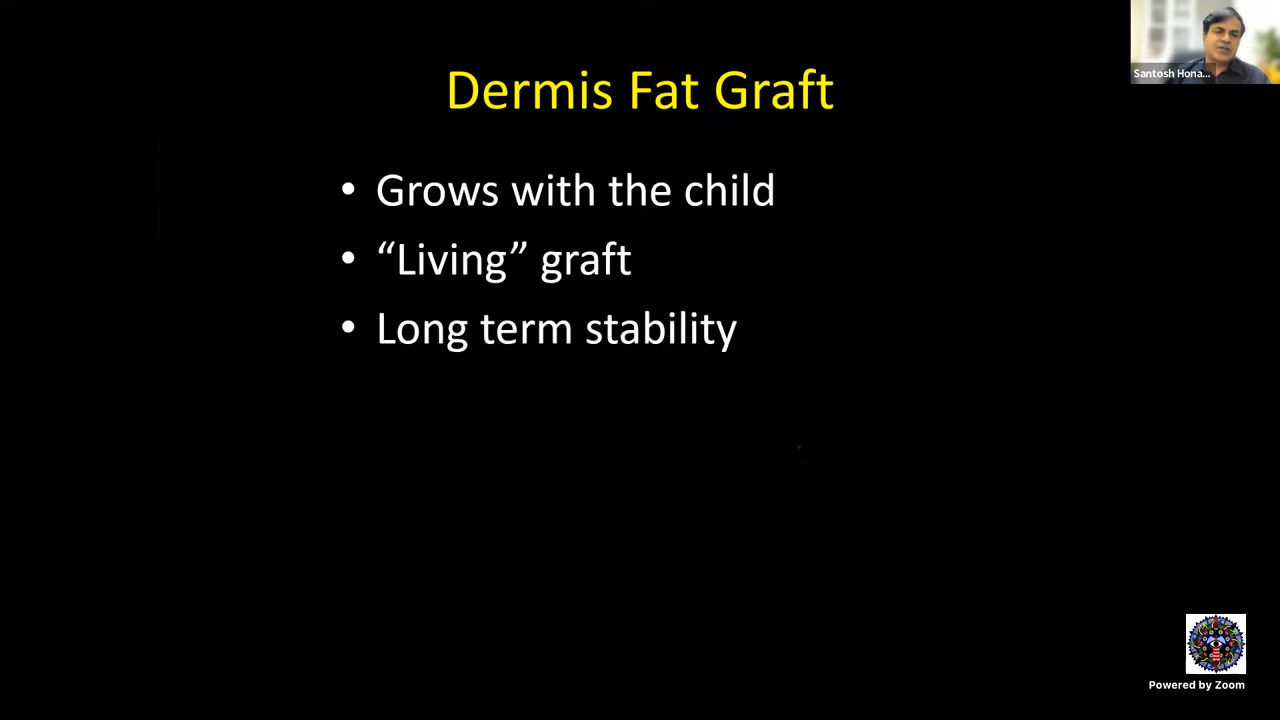 Dermis Fat Graft
• Grows with the child
• “Living” graft
• Long term stability
Santosh Hona...
Powered by Zoom